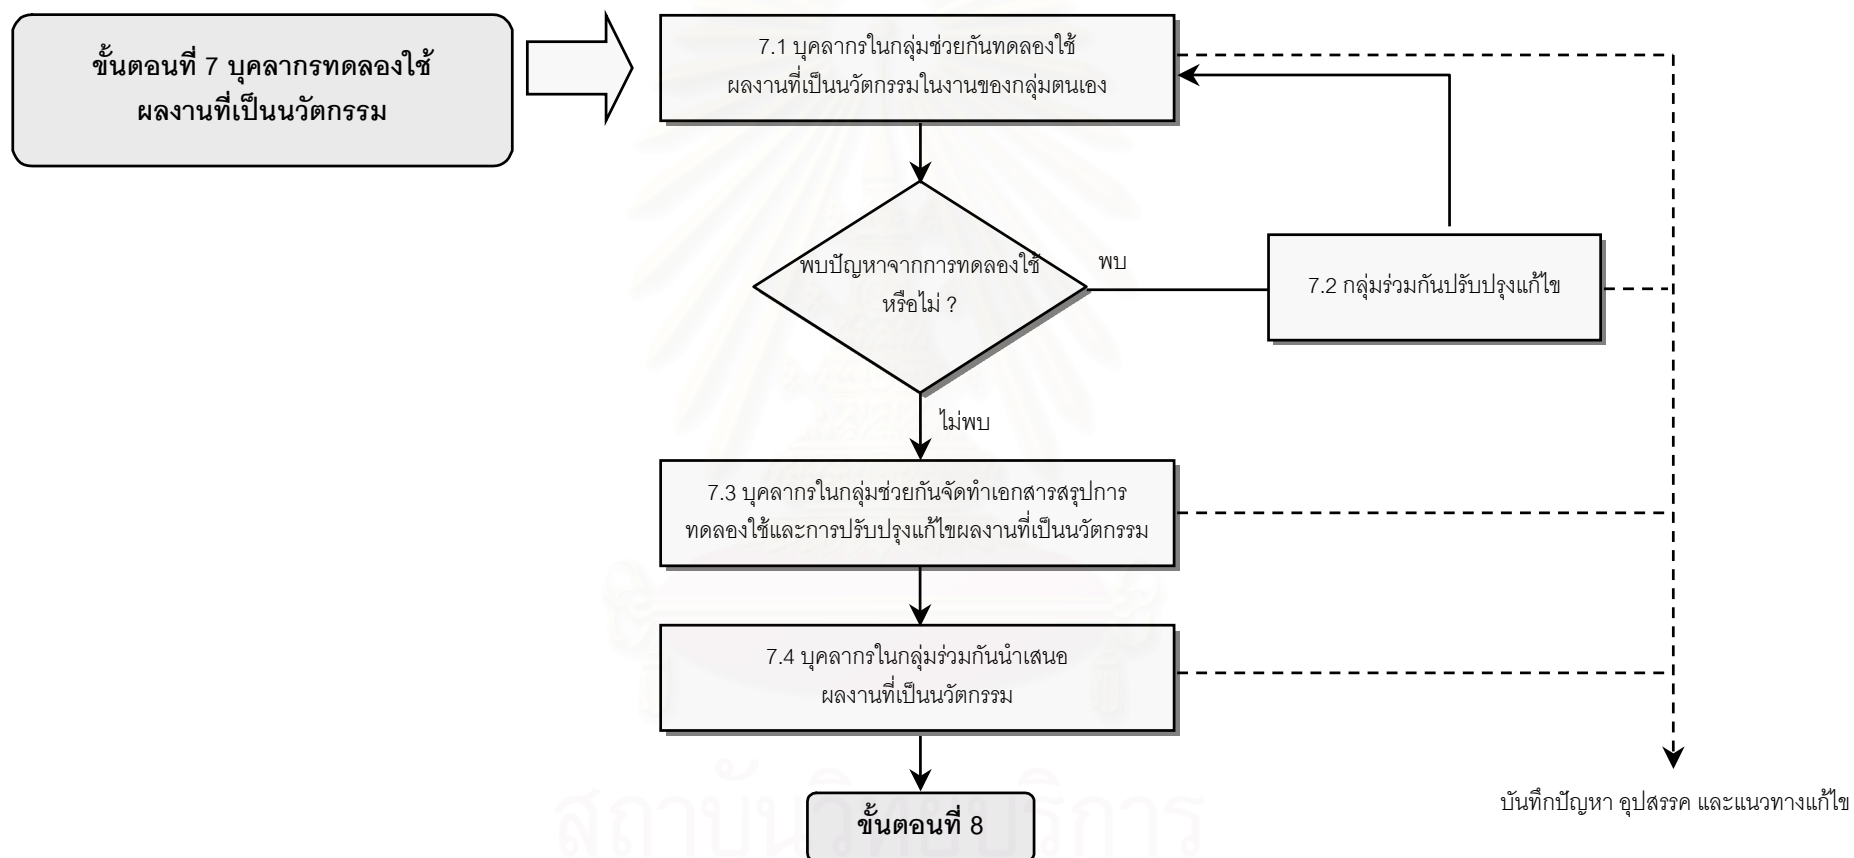 ขั้นตอนที่ 7 บุคลากรทดลองใช้
ผลงานที่เป็นนวัตกรรม
7.1 บุคลากรในกลุ่มช่วยกันทดลองใช้
ผลงานที่เป็นนวัตกรรมในงานของกลุ่มตนเอง
พบปัญหาจากการทดลองใช้
หรือไม่ ?
พบ
7.2 กลุ่มร่วมกันปรับปรุงแก้ไข
ไม่พบ
7.3 บุคลากรในกลุ่มช่วยกันจัดทำเอกสารสรุปการ
ทดลองใช้และการปรับปรุงแก้ไขผลงานที่เป็นนวัตกรรม
7.4 บุคลากรในกลุ่มร่วมกันนำเสนอ
ผลงานที่เป็นนวัตกรรม
บันทึกปัญหา อุปสรรค และแนวทางแก้ไข
ขั้นตอนที่ 8
สถาบันวิทยบริการ